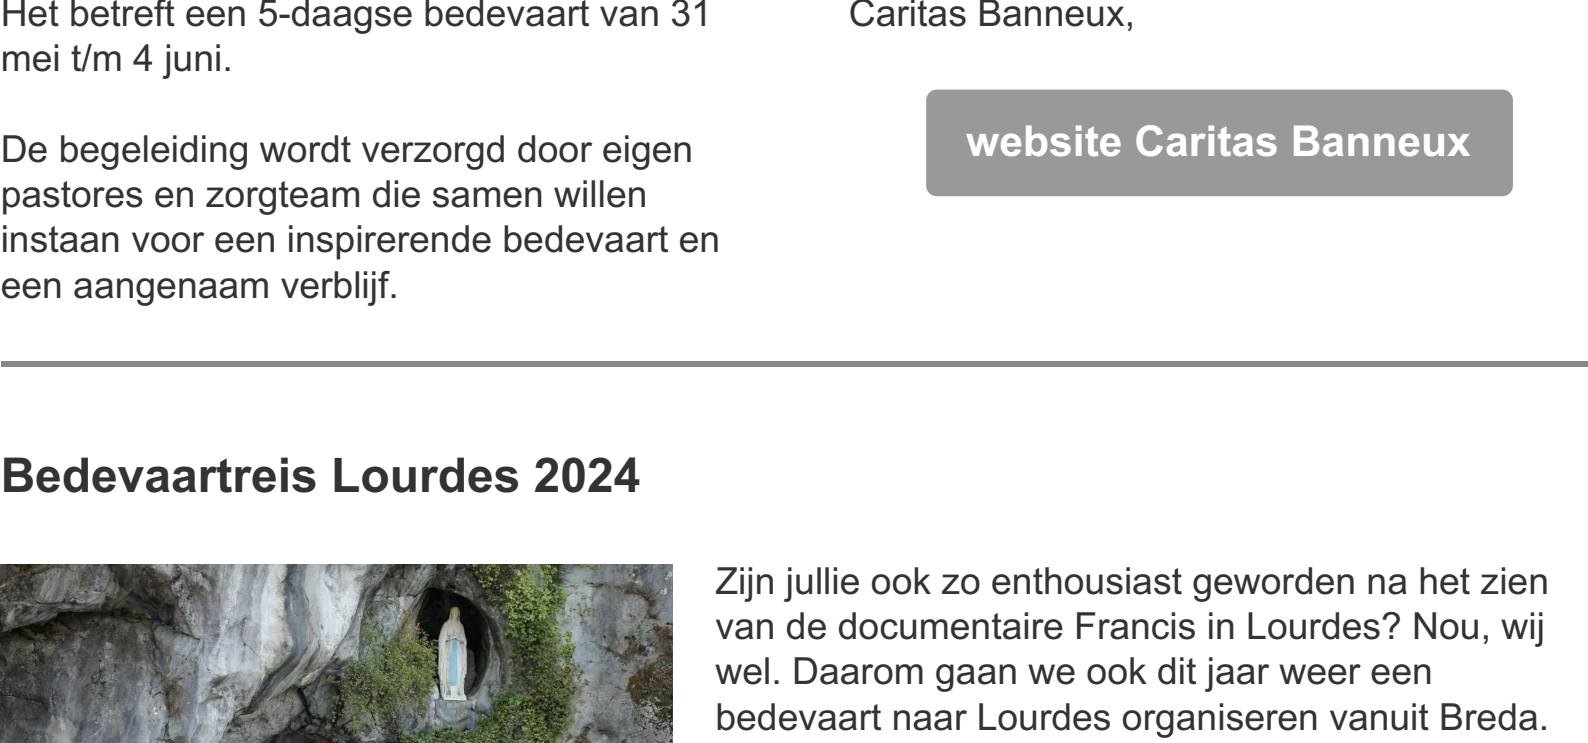 Het betreft een 5-daagse bedevaart van 31
mei t/m 4 juni.
De begeleiding wordt verzorgd door eigen
pastores en zorgteam die samen willen
instaan voor een inspirerende bedevaart en
een aangenaam verblijf.
Caritas Banneux,
website Caritas Banneux
Bedevaartreis Lourdes 2024
Zijn jullie ook zo enthousiast geworden na het zien
van de documentaire Francis in Lourdes? Nou, wij
wel. Daarom gaan we ook dit jaar weer een
bedevaart naar Lourdes organiseren vanuit Breda.